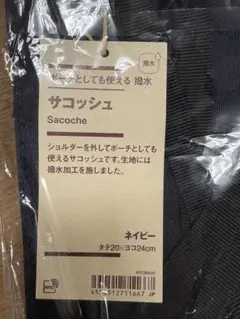 撥水
ポーチとしても使える 撥水
サコッシュ
Sacoche
ショルダーを外してポーチとしても
使えるサコッシュです。生地には
撥水加工を施しました。
ネイビー
タテ20×ヨコ24cm